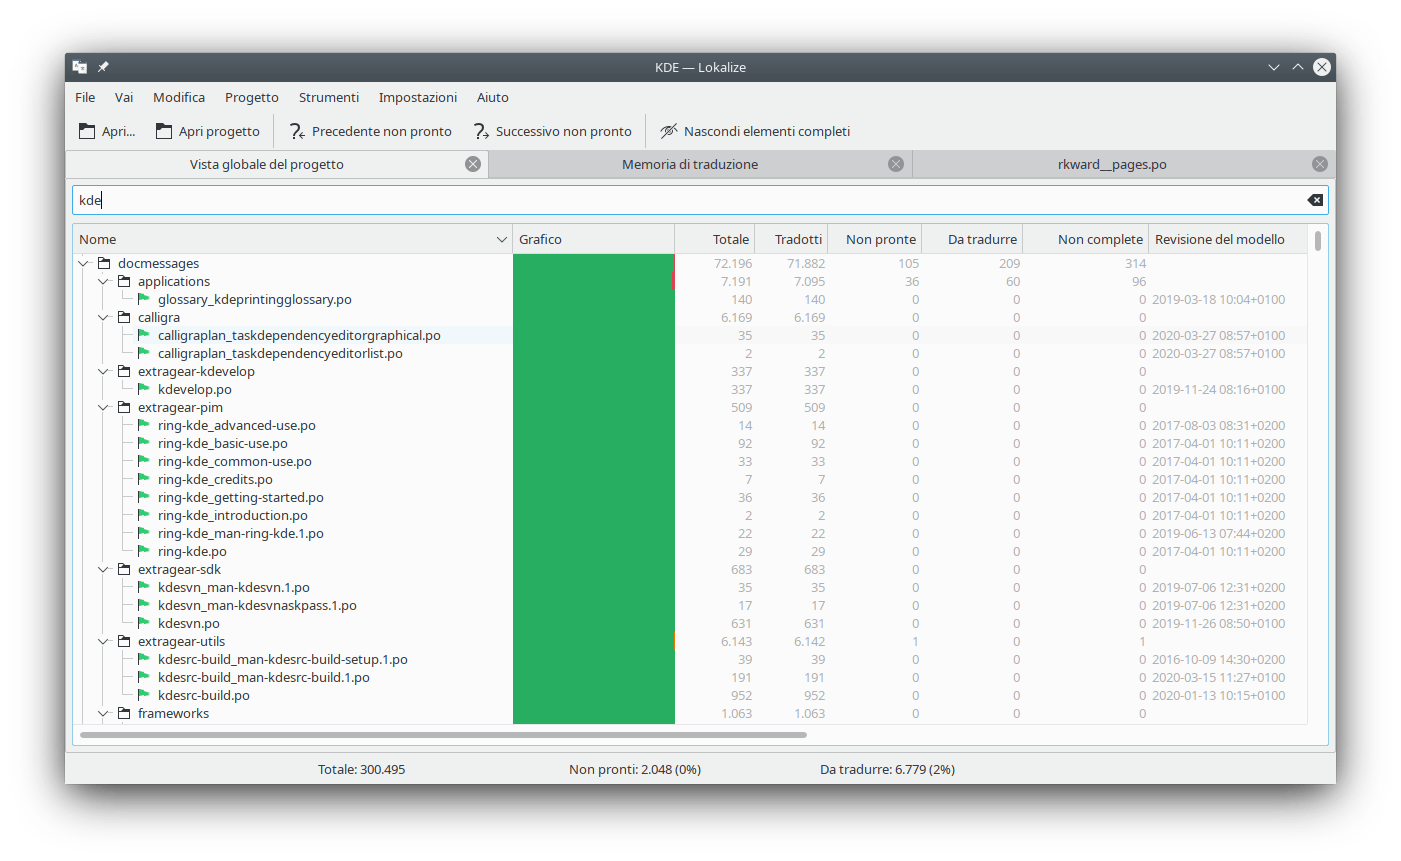 KDE — Lokalize
File Vai Modifica Progetto Strumenti Impostazioni Aiuto
Apri... Apri progetto Precedente non pronto Successivo non pronto Nascondi elementi completi
Vista globale del progetto Memoria di traduzione rkward__pages.po
kde
Nome Grafico Totale Tradotti Non pronte Da tradurre Non complete Revisione del modello
docmessages 72.196 71.882 105 209 314
applications 7.191 7.095 36 60 96
glossary_kdeprintingglossary.po 140 140 0 0 0 2019-03-18 10:04+0100
calligra 6.169 6.169 0 0 0
calligraplan_taskdependencyeditorgraphical.po 35 35 0 0 0 2020-03-27 08:57+0100
calligraplan_taskdependencyeditorlist.po 2 2 0 0 0 2020-03-27 08:57+0100
extragear-kdevelop 337 337 0 0 0
kdevelop.po 337 337 0 0 0 2019-11-24 08:16+0100
extragear-pim 509 509 0 0 0
ring-kde_advanced-use.po 14 14 0 0 0 2017-08-03 08:31+0200
ring-kde_basic-use.po 92 92 0 0 0 2017-04-01 10:11+0200
ring-kde_common-use.po 33 33 0 0 0 2017-04-01 10:11+0200
ring-kde_credits.po 7 7 0 0 0 2017-04-01 10:11+0200
ring-kde_getting-started.po 36 36 0 0 0 2017-04-01 10:11+0200
ring-kde_introduction.po 2 2 0 0 0 2017-04-01 10:11+0200
ring-kde_man-ring-kde.1.po 22 22 0 0 0 2019-06-13 07:44+0200
ring-kde.po 29 29 0 0 0 2017-04-01 10:11+0200
extragear-sdk 683 683 0 0 0
kdesvn_man-kdesvn.1.po 35 35 0 0 0 2019-07-06 12:31+0200
kdesvn_man-kdesvnaskpass.1.po 17 17 0 0 0 2019-07-06 12:31+0200
kdesvn.po 631 631 0 0 0 2019-11-26 08:50+0100
extragear-utils 6.143 6.142 1 0 1
kdesrc-build_man-kdesrc-build-setup.1.po 39 39 0 0 0 2016-10-09 14:30+0200
kdesrc-build_man-kdesrc-build.1.po 191 191 0 0 0 2020-03-15 11:27+0100
kdesrc-build.po 952 952 0 0 0 2020-01-13 10:15+0100
frameworks 1.063 1.063 0 0 0
Totale: 300.495 Non pronti: 2.048 (0%) Da tradurre: 6.779 (2%)